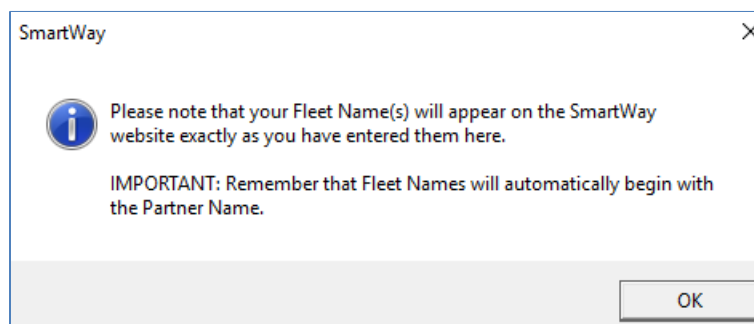 SmartWay
Please note that your Fleet Name(s) will appear on the SmartWay
website exactly as you have entered them here.
IMPORTANT: Remember that Fleet Names will automatically begin with
the Partner Name.
OK